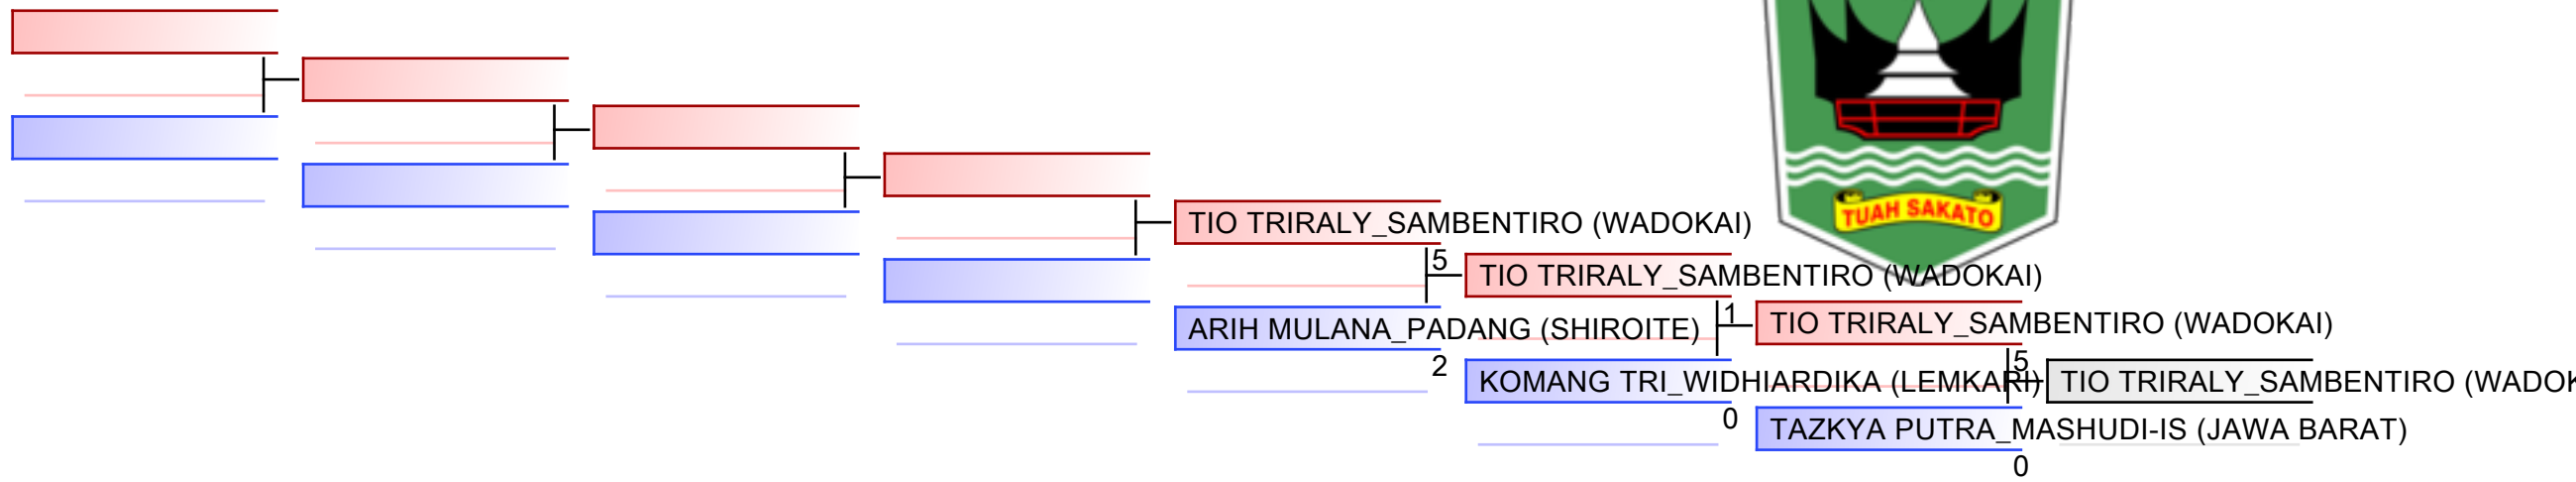 TIO TRIRALY_SAMBENTIRO (WADOKAI)
5
ARIH MULANA_PADANG (SHIROITE)
2
TIO TRIRALY_SAMBENTIRO (WADOKAI)
1
KOMANG TRI_WIDHIARDIKA (LEMKARI)
0
TIO TRIRALY_SAMBENTIRO (WADOKAI)
5
TAZKYA PUTRA_MASHUDI-IS (JAWA BARAT)
0
TIO TRIRALY_SAMBENTIRO (WADOK
TUAH SAKATO